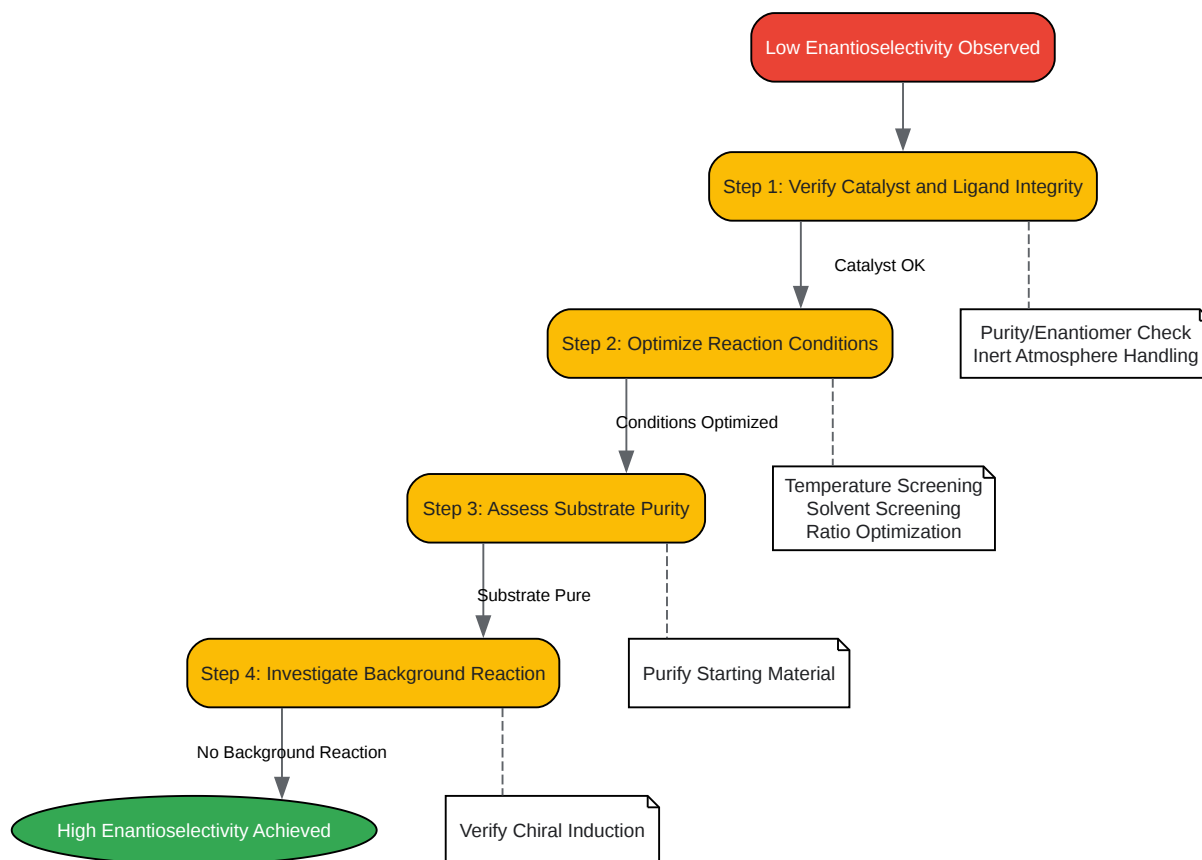 Low Enantioselectivity Observed
Step 1: Verify Catalyst and Ligand Integrity
Catalyst OK
Purity/Enantiomer Check
Inert Atmosphere Handling
Step 2: Optimize Reaction Conditions
Conditions Optimized
Temperature Screening
Solvent Screening
Ratio Optimization
Step 3: Assess Substrate Purity
Substrate Pure
Purify Starting Material
Step 4: Investigate Background Reaction
No Background Reaction
Verify Chiral Induction
High Enantioselectivity Achieved